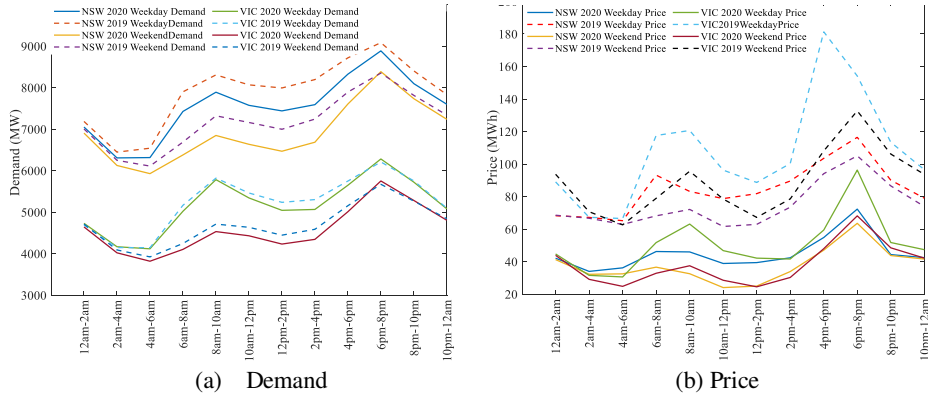 NSW 2020 Weekday Demand
NSW 2019 WeekdayDemand
NSW 2020 WeekendDemand
NSW 2019 Weekend Demand
VIC 2020 Weekday Demand
VIC 2019 Weekday Demand
VIC 2020 Weekend Demand
VIC 2019 Weekend Demand
Demand (MW)
9000
8000
7000
6000
5000
4000
3000
12am-2am
2am-4am
4am-6am
6am-8am
8am-10am
10am-12pm
12pm-2pm
2pm-4pm
4pm-6pm
6pm-8pm
8pm-10pm
10pm-12am
(a) Demand
NSW 2020 Weekday Price
NSW 2019 Weekday Price
NSW 2020 Weekend Price
NSW 2019 Weekend Price
VIC 2020 Weekday Price
VIC2019WeekdayPrice
VIC 2020 Weekend Price
VIC 2019 Weekend Price
Price (MWh)
180
160
140
120
100
80
60
40
20
12am-2am
2am-4am
4am-6am
6am-8am
8am-10am
10am-12pm
12pm-2pm
2pm-4pm
4pm-6pm
6pm-8pm
8pm-10pm
10pm-12am
(b) Price